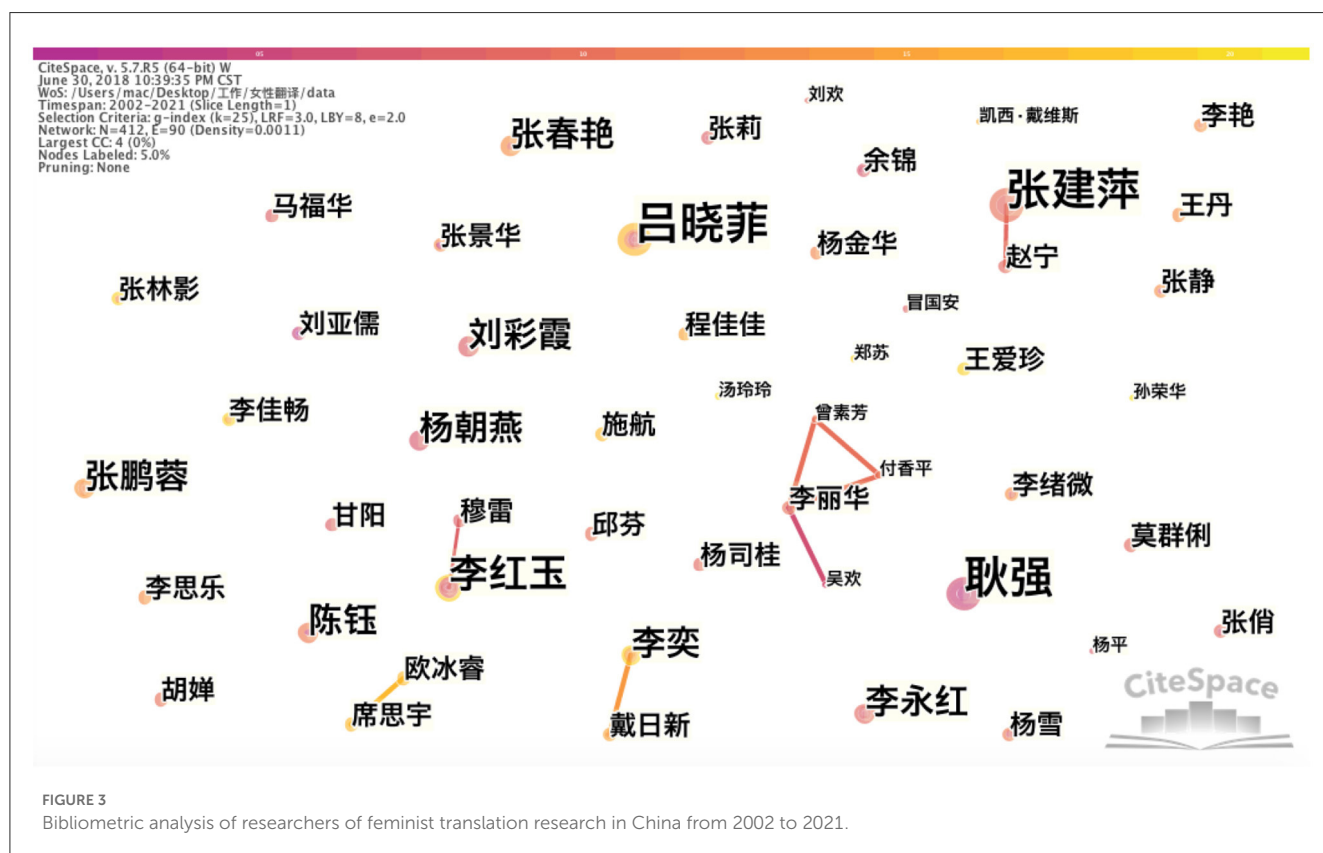 05 10 15 20
CiteSpace, v. 5.7.R5 (64-bit) W
June 30, 2018 10:39:35 PM CST
WoS: /Users/mac/Desktop/工作/女性翻译/data
Timespan: 2002-2021 (Slice Length=1)
Selection Criteria: g-index (k=25), LRF=3.0, LBY=8, e=2.0
Network: N=412, E=90 (Density=0.0011)
Largest CC: 4 (0%)
Nodes Labeled: 5.0%
Pruning: None
刘欢
凯西·戴维斯
李艳
张春艳
张莉
余锦
张建萍
马福华
王丹
吕晓菲
张景华
杨金华
赵宁
张静
张林影
冒国安
刘亚儒
刘彩霞
程佳佳
郑苏
王爱珍
汤玲玲
孙荣华
李佳畅
杨朝燕
施航
曾素芳
张鹏蓉
付香平
李丽华
李绪微
甘阳
穆雷
邱芬
莫群俐
杨司桂
李红玉
吴欢
耿强
李思乐
陈钰
张俏
李奕
杨平
欧冰睿
胡婵
席思宇
戴日新
李永红
杨雪
CiteSpace
FIGURE 3
Bibliometric analysis of researchers of feminist translation research in China from 2002 to 2021.